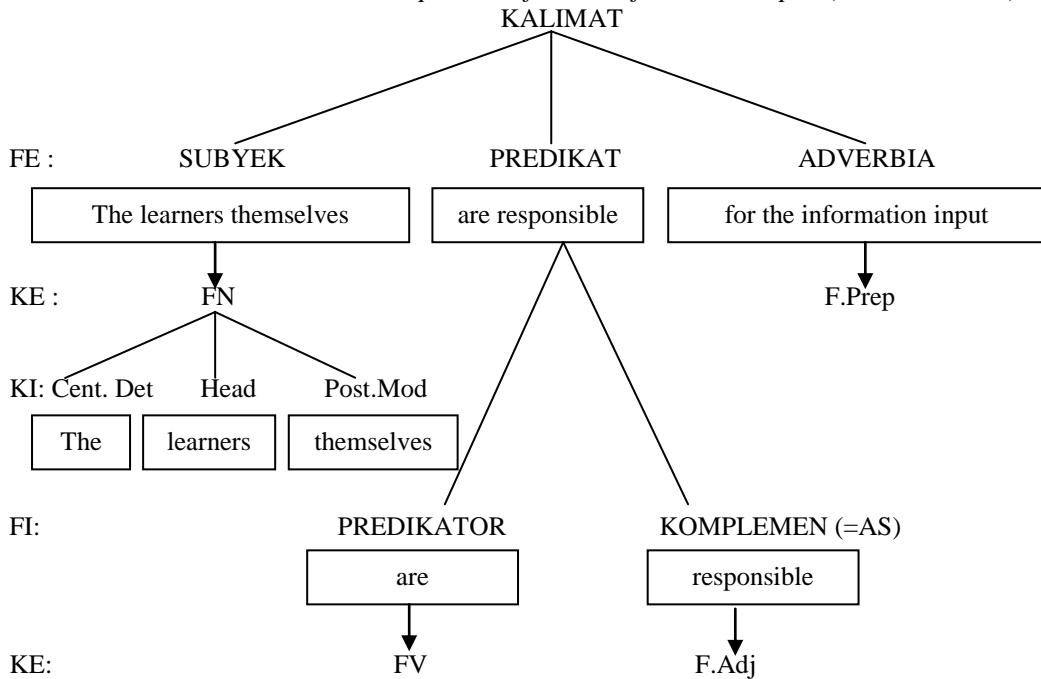 KALIMAT
FE : SUBYEK PREDIKAT ADVERBIA
The learners themselves are responsible for the information input
KE : FN F.Prep
KI: Cent. Det Head Post.Mod
The learners themselves
FI: PREDIKATOR KOMPLEMEN (=AS)
are responsible
KE: FV F.Adj